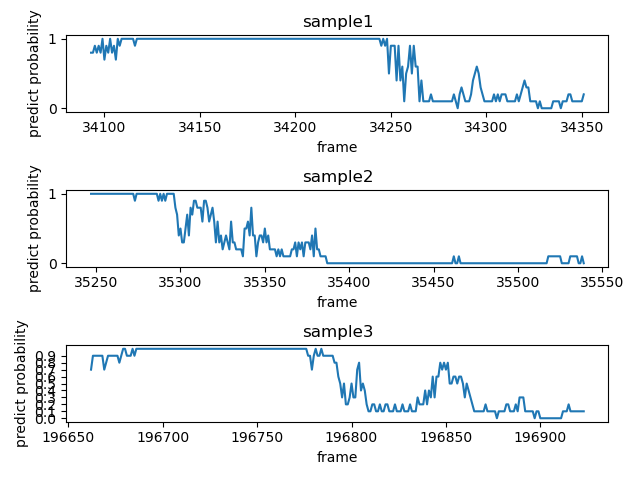 sample1
predict probability
1
0
34100 34150 34200 34250 34300 34350
frame
sample2
predict probability
1
0
35250 35300 35350 35400 35450 35500 35550
frame
sample3
predict probability
0.9
0.8
0.7
0.6
0.5
0.4
0.3
0.2
0.1
0.0
196650 196700 196750 196800 196850 196900
frame